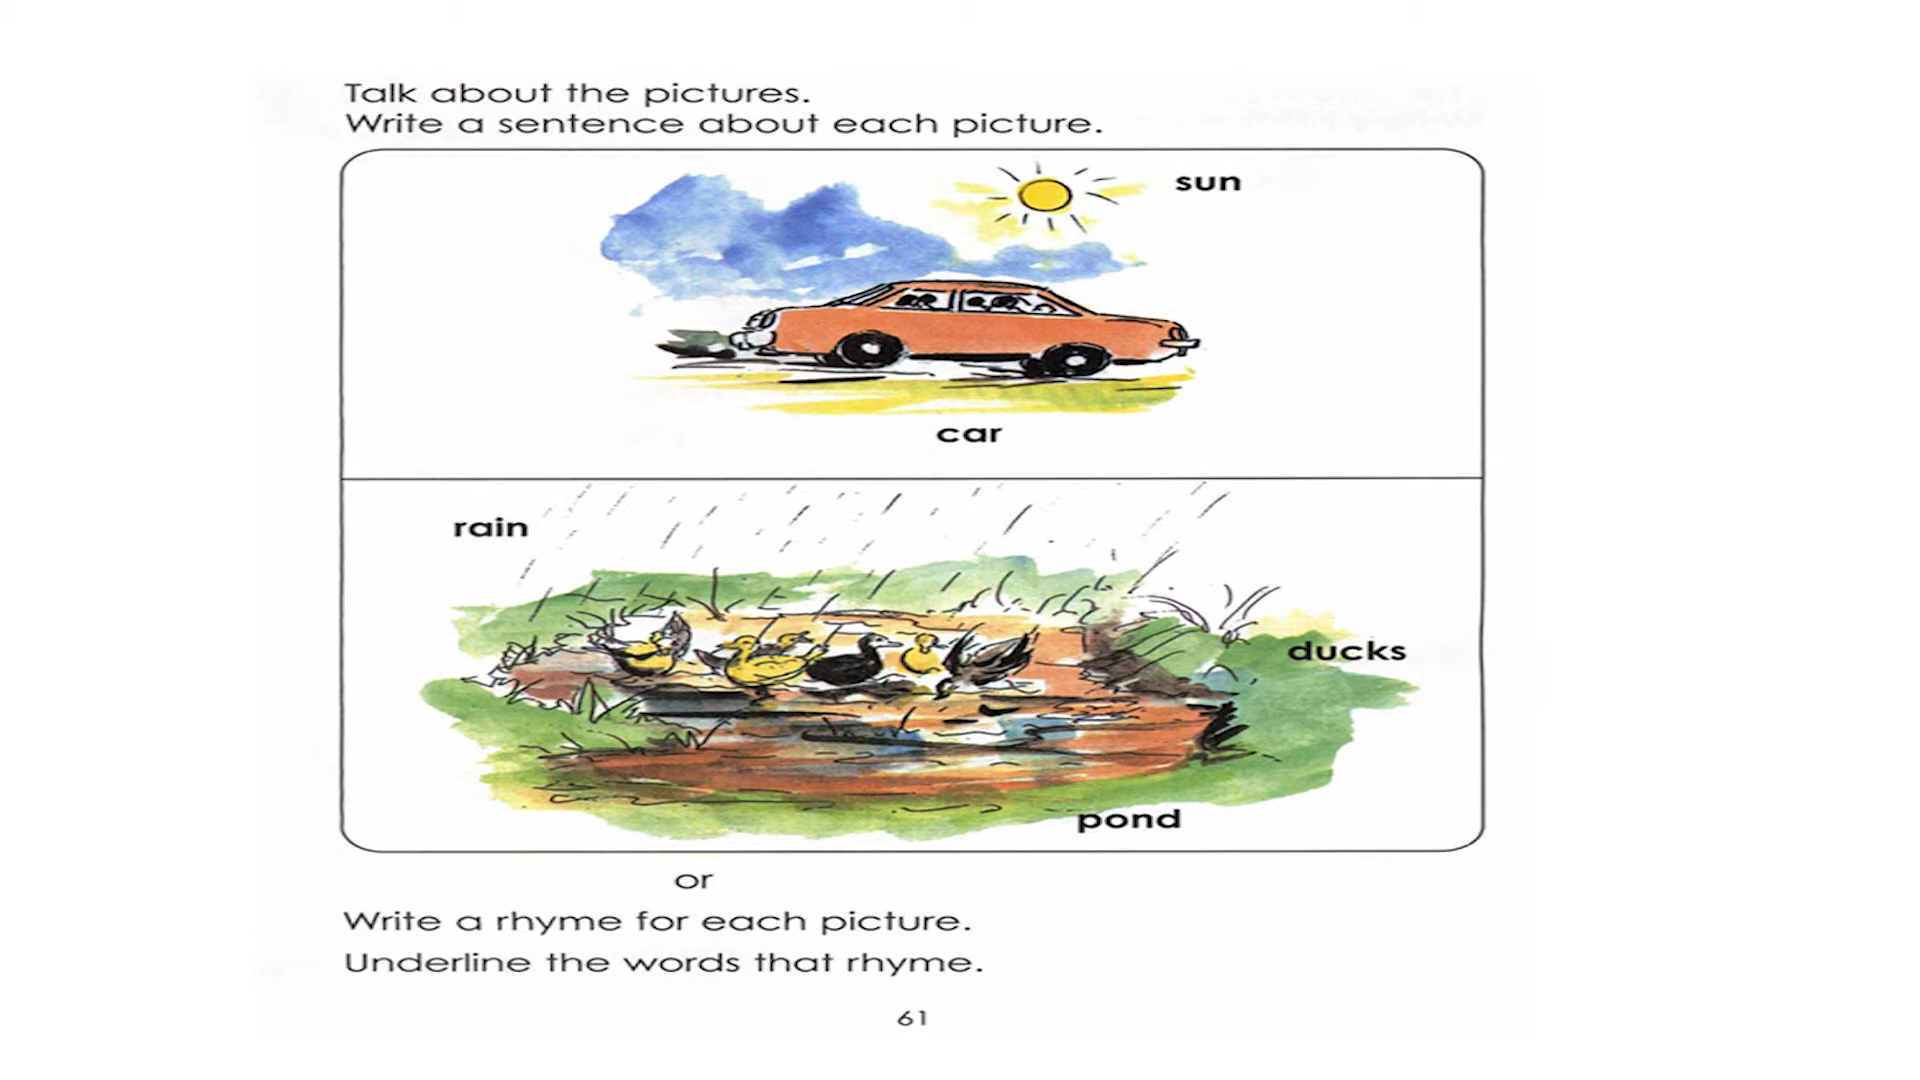 Talk about the pictures.
Write a sentence about each picture.
sun
car
rain
ducks
pond
or
Write a rhyme for each picture.
Underline the words that rhyme.
61